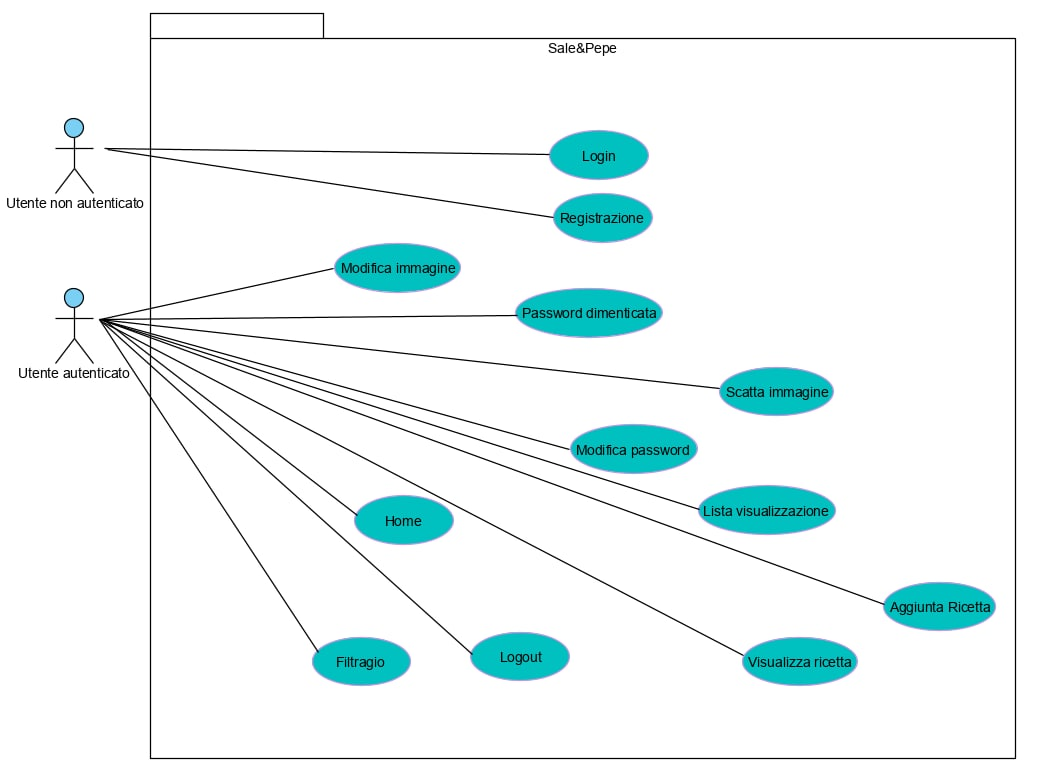 Sale&Pepe
Login
Utente non autenticato
Registrazione
Modifica immagine
Password dimenticata
Utente autenticato
Scatta immagine
Modifica password
Lista visualizzazione
Home
Aggiunta Ricetta
Filtragio
Logout
Visualizza ricetta